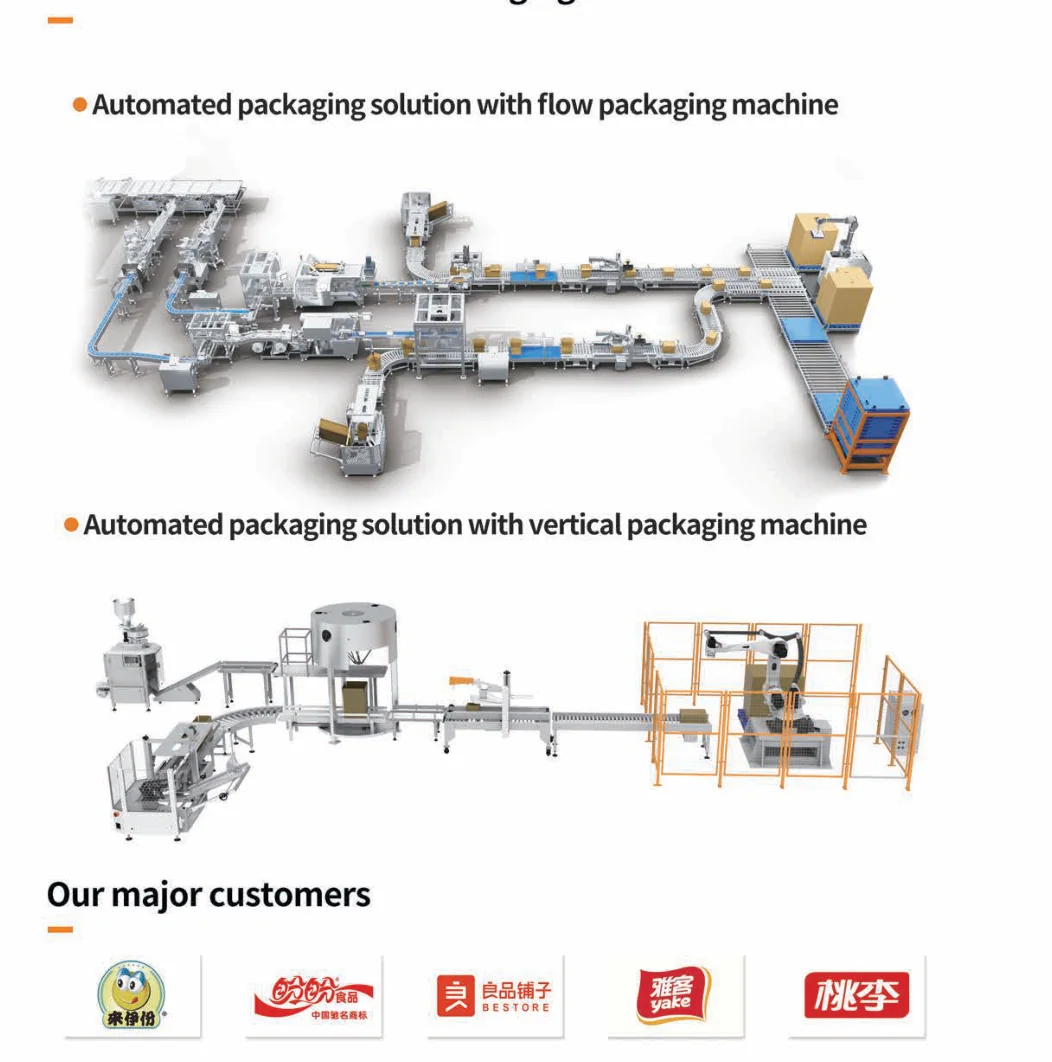 Automated packaging solution with flow packaging machine
Automated packaging solution with vertical packaging machine
Our major customers
來伊份
盼盼食品
中国驰名商标
良品铺子
BESTORE
雅客
yake
桃李